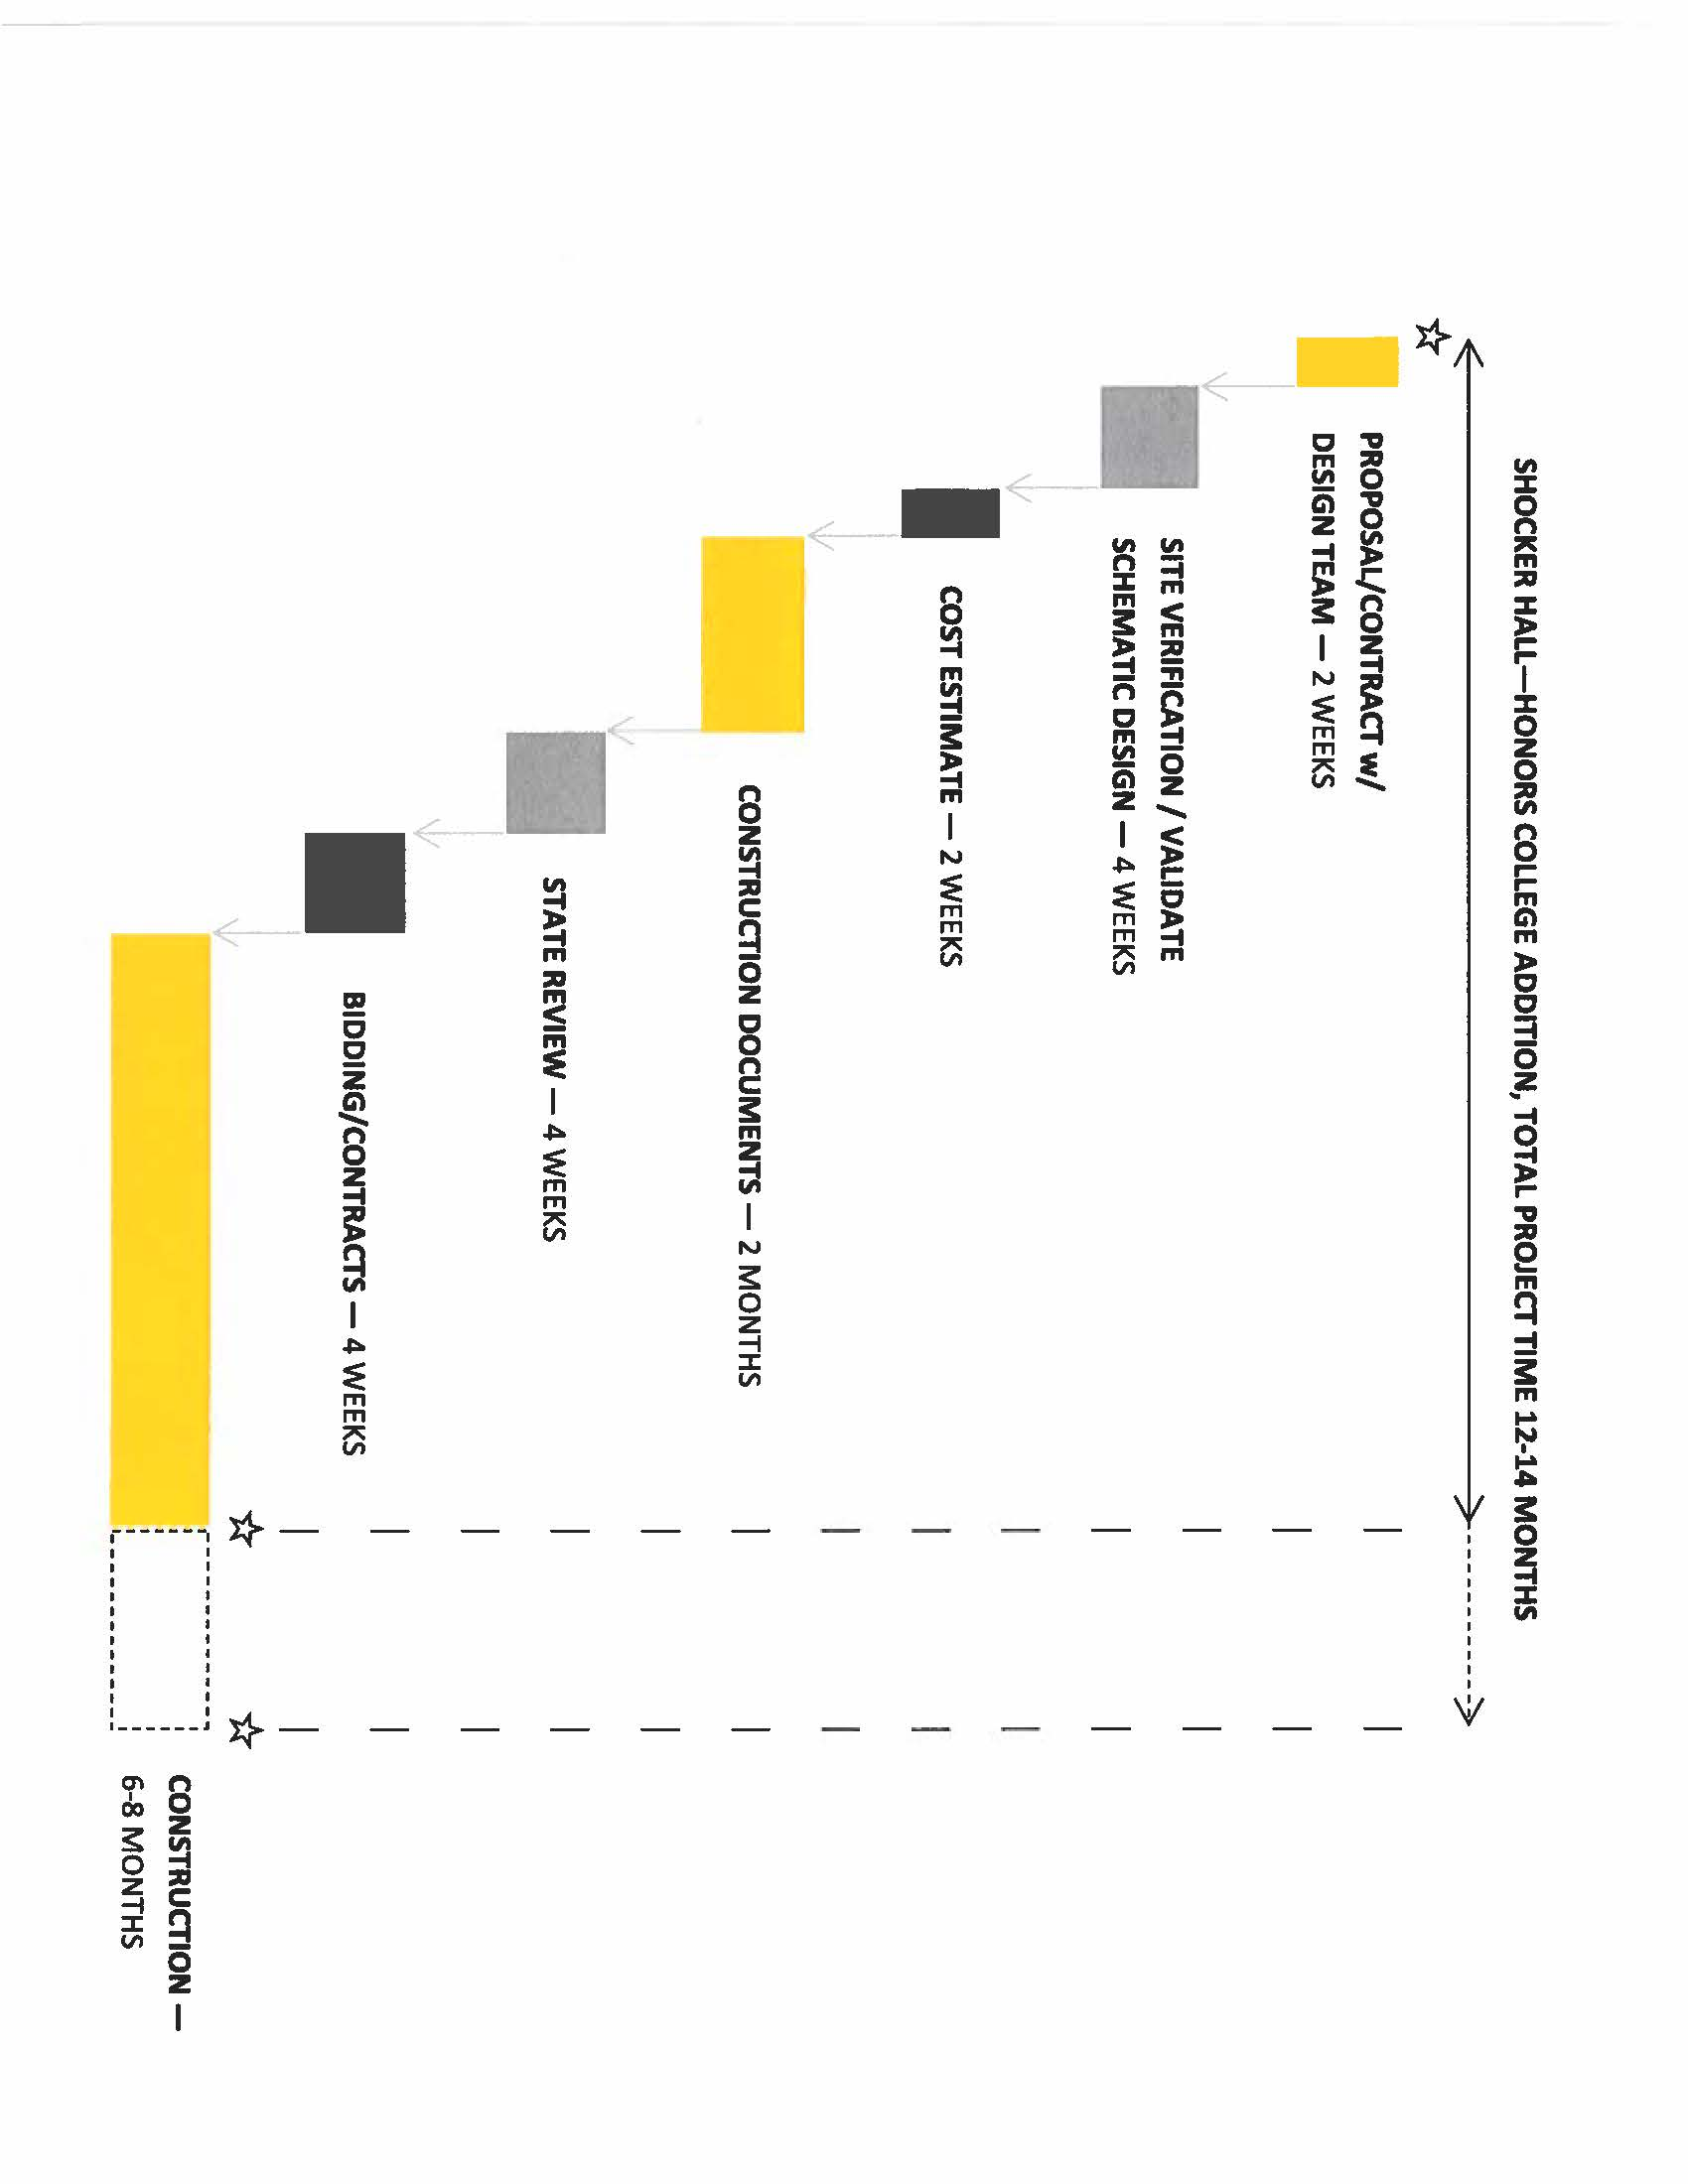 SHOCKER HALL—HONORS COLLEGE ADDITION, TOTAL PROJECT TIME 12-14 MONTHS
PROPOSAL/CONTRACT w/
DESIGN TEAM — 2 WEEKS
SITE VERIFICATION / VALIDATE
SCHEMATIC DESIGN — 4 WEEKS
COST ESTIMATE — 2 WEEKS
CONSTRUCTION DOCUMENTS — 2 MONTHS
STATE REVIEW — 4 WEEKS
BIDDING/CONTRACTS — 4 WEEKS
CONSTRUCTION —
6-8 MONTHS